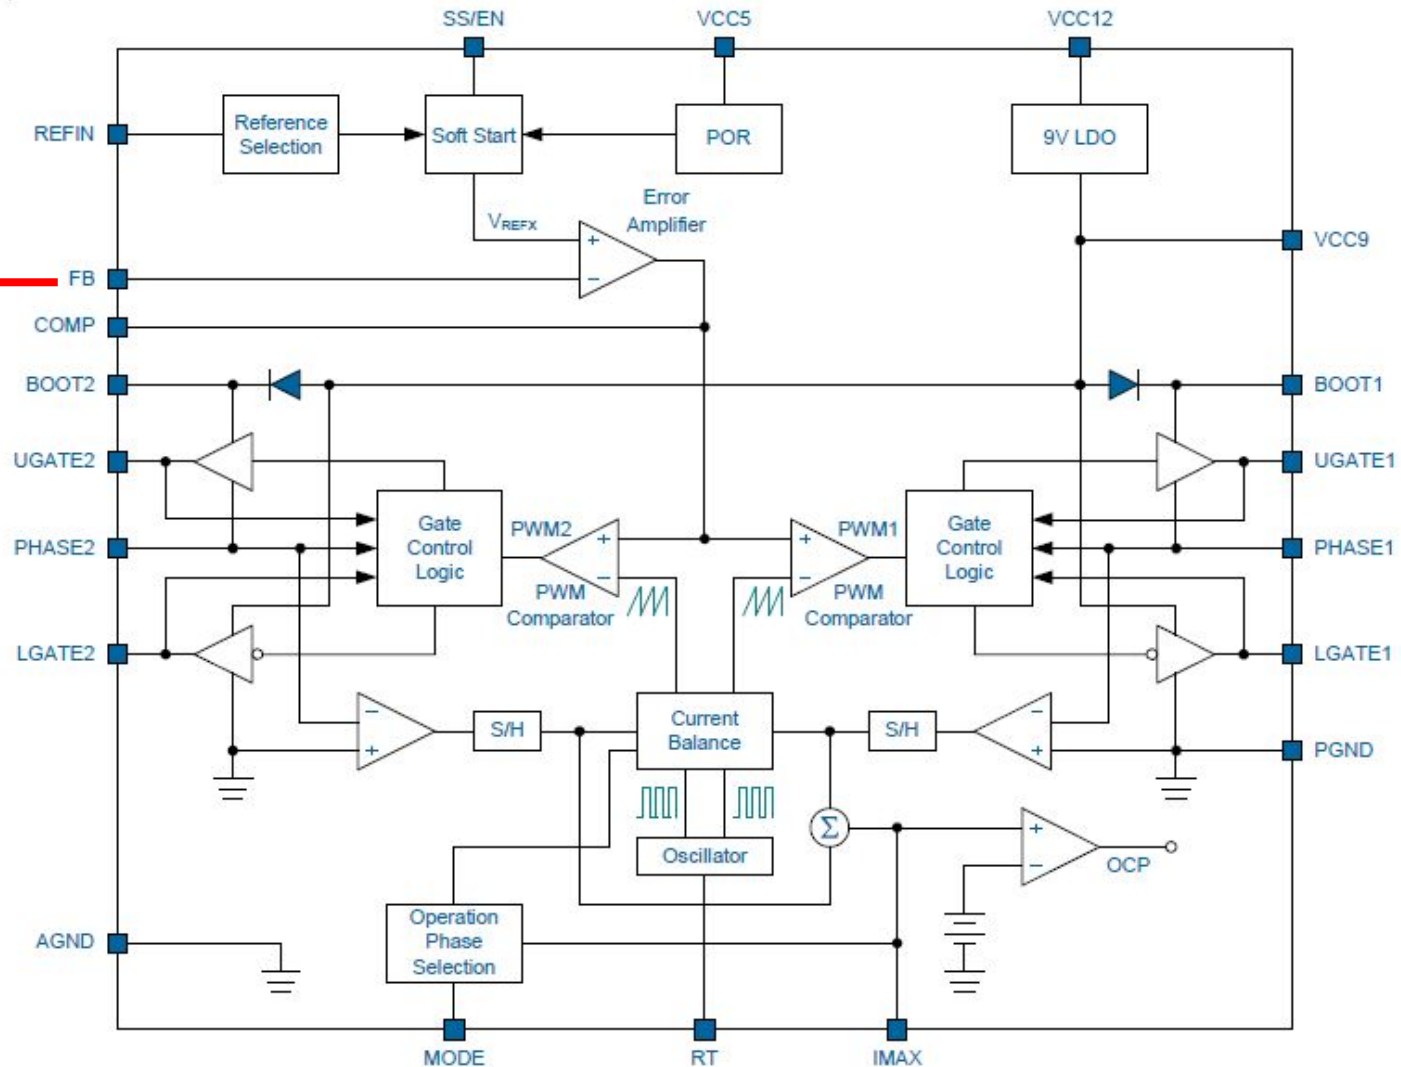 SS/EN
VCC5
VCC12
REFIN
Reference
Selection
Soft Start
POR
9V LDO
Error
Amplifier
VREFX
+
−
VCC9
FB
COMP
BOOT2
BOOT1
UGATE2
UGATE1
Gate
Control
Logic
PWM2
+
−
PWM
Comparator
PWM1
+
−
PWM
Comparator
Gate
Control
Logic
PHASE2
PHASE1
LGATE2
LGATE1
−
+
S/H
Current
Balance
S/H
−
+
PGND
Σ
Oscillator
+
−
OCP
Operation
Phase
Selection
AGND
MODE
RT
IMAX